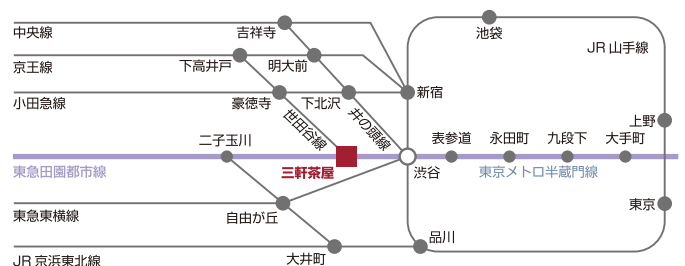 中央線
吉祥寺
池袋
JR山手線
京王線
下高井戸
明大前
小田急線
豪徳寺
下北沢
新宿
世田谷線
井の頭線
上野
二子玉川
表参道
永田町
九段下
大手町
東急田園都市線
三軒茶屋
渋谷
東京メトロ半蔵門線
東急東横線
自由が丘
東京
JR京浜東北線
大井町
品川